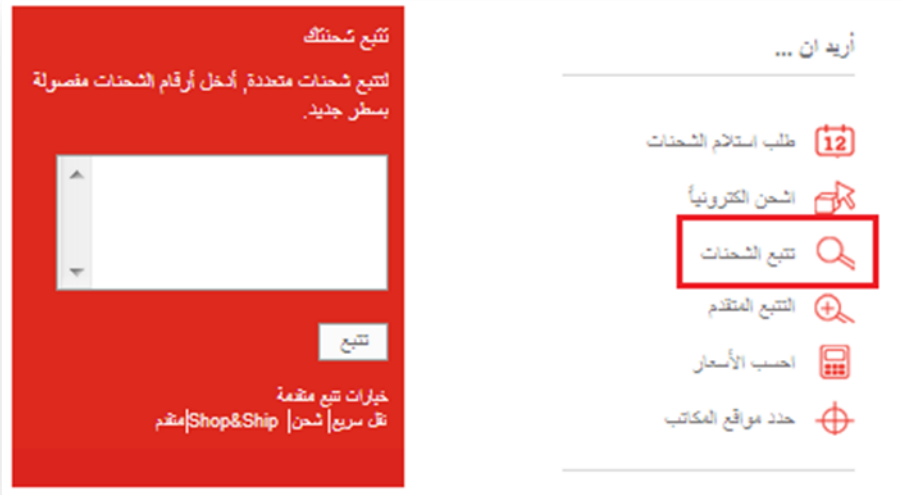 أريد ان ...
12
طلب استلام الشحنات
اشحن الكترونياً
تتبع الشحنات
التتبع المتقدم
احسب الأسعار
حدد مواقع المكاتب
تتبع شحنتك
لتتبع شحنات متعددة, أدخل أرقام الشحنات مفصولة
بسطر جديد.
تتبع
خيارات تتبع متقدمة
نقل سريع| شحن| Shop&Ship|متقدم